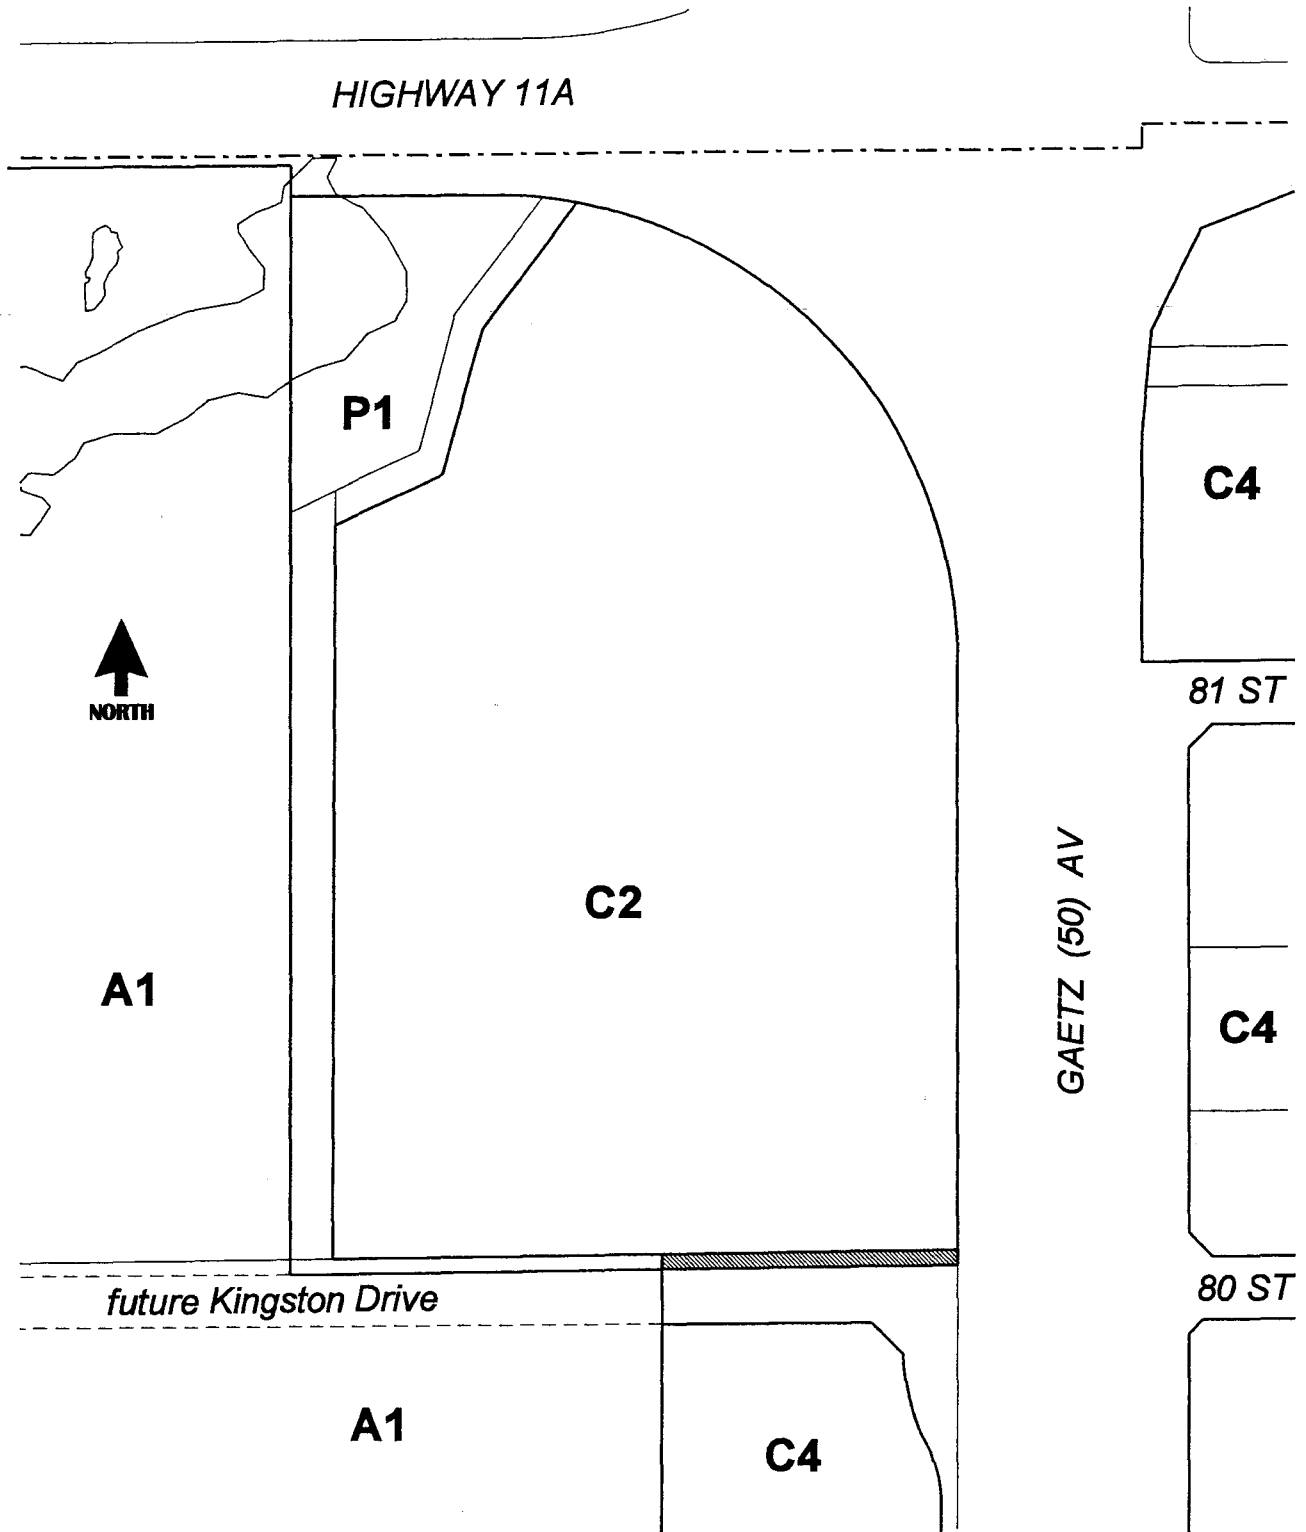 HIGHWAY 11A
P1
C4
NORTH
81 ST
GAETZ (50) AV
C2
A1
C4
future Kingston Drive
80 ST
A1
C4